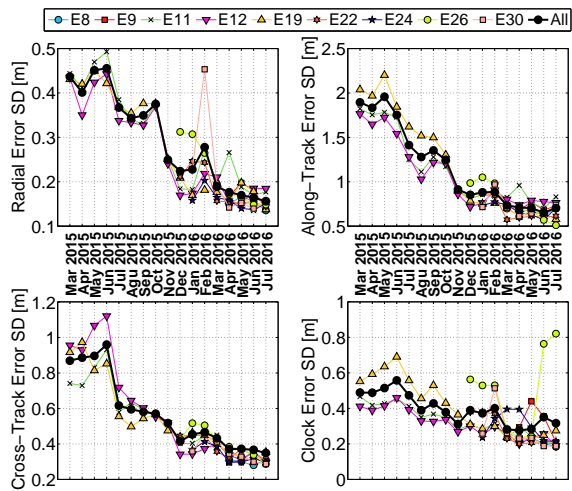 E8 E9 E11 E12 E19 E22 E24 E26 E30 All
Radial Error SD [m]
0.5
0.4
0.3
0.2
0.1
Mar 2015
Apr 2015
May 2015
Jun 2015
Jul 2015
Agu 2015
Sep 2015
Oct 2015
Nov 2015
Dec 2015
Jan 2016
Feb 2016
Mar 2016
Apr 2016
May 2016
Jun 2016
Jul 2016
Along-Track Error SD [m]
2.5
2
1.5
1
0.5
Mar 2015
Apr 2015
May 2015
Jun 2015
Jul 2015
Agu 2015
Sep 2015
Oct 2015
Nov 2015
Dec 2015
Jan 2016
Feb 2016
Mar 2016
Apr 2016
May 2016
Jun 2016
Jul 2016
Cross-Track Error SD [m]
1.2
1
0.8
0.6
0.4
0.2
Clock Error SD [m]
1
0.8
0.6
0.4
0.2
0